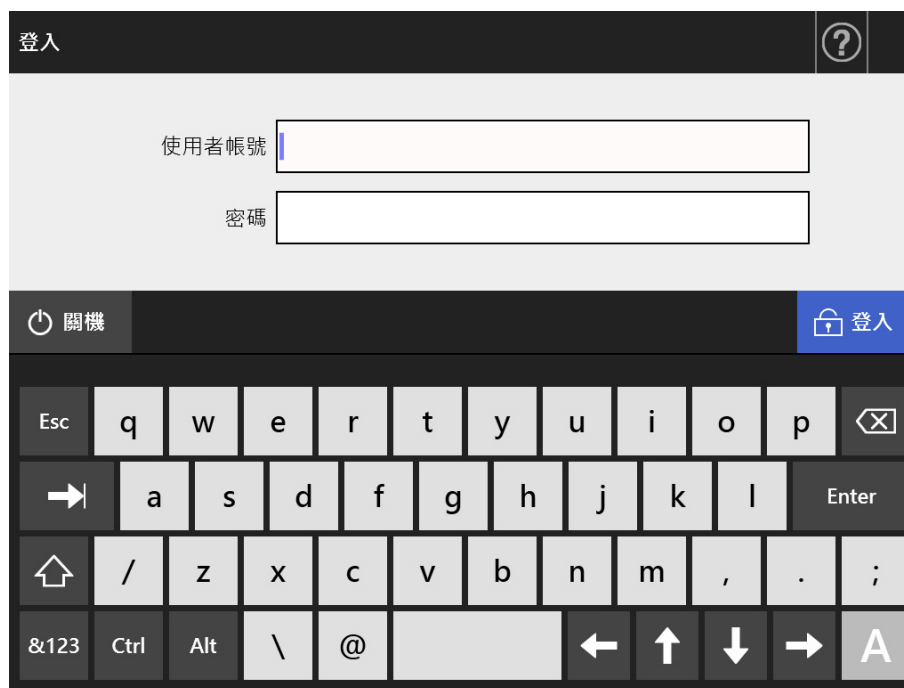 登入 ?
使用者帳號
密碼
關機 登入
Esc q w e r t y u i o p
a s d f g h j k l Enter
/ z x c v b n m , . ;
&123 Ctrl Alt \ @ A